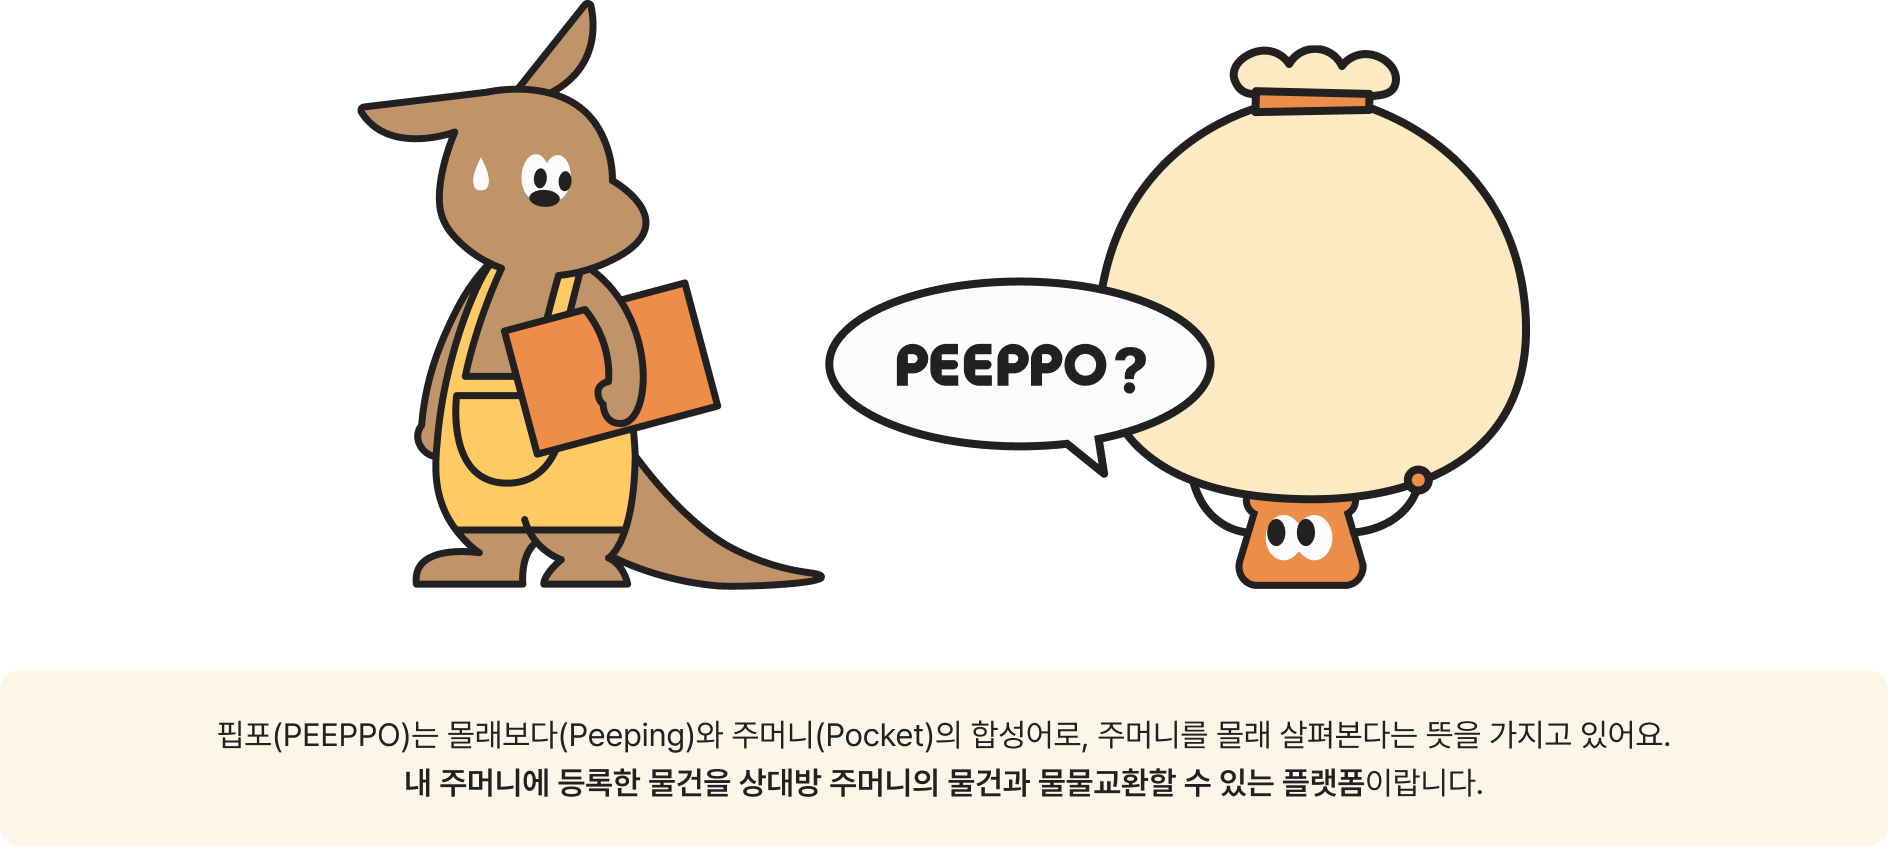 PEEPPO?
핍포(PEEPPO)는 몰래보다(Peeping)와 주머니(Pocket)의 합성어로, 주머니를 몰래 살펴본다는 뜻을 가지고 있어요.
내 주머니에 등록한 물건을 상대방 주머니의 물건과 물물교환할 수 있는 플랫폼이랍니다.